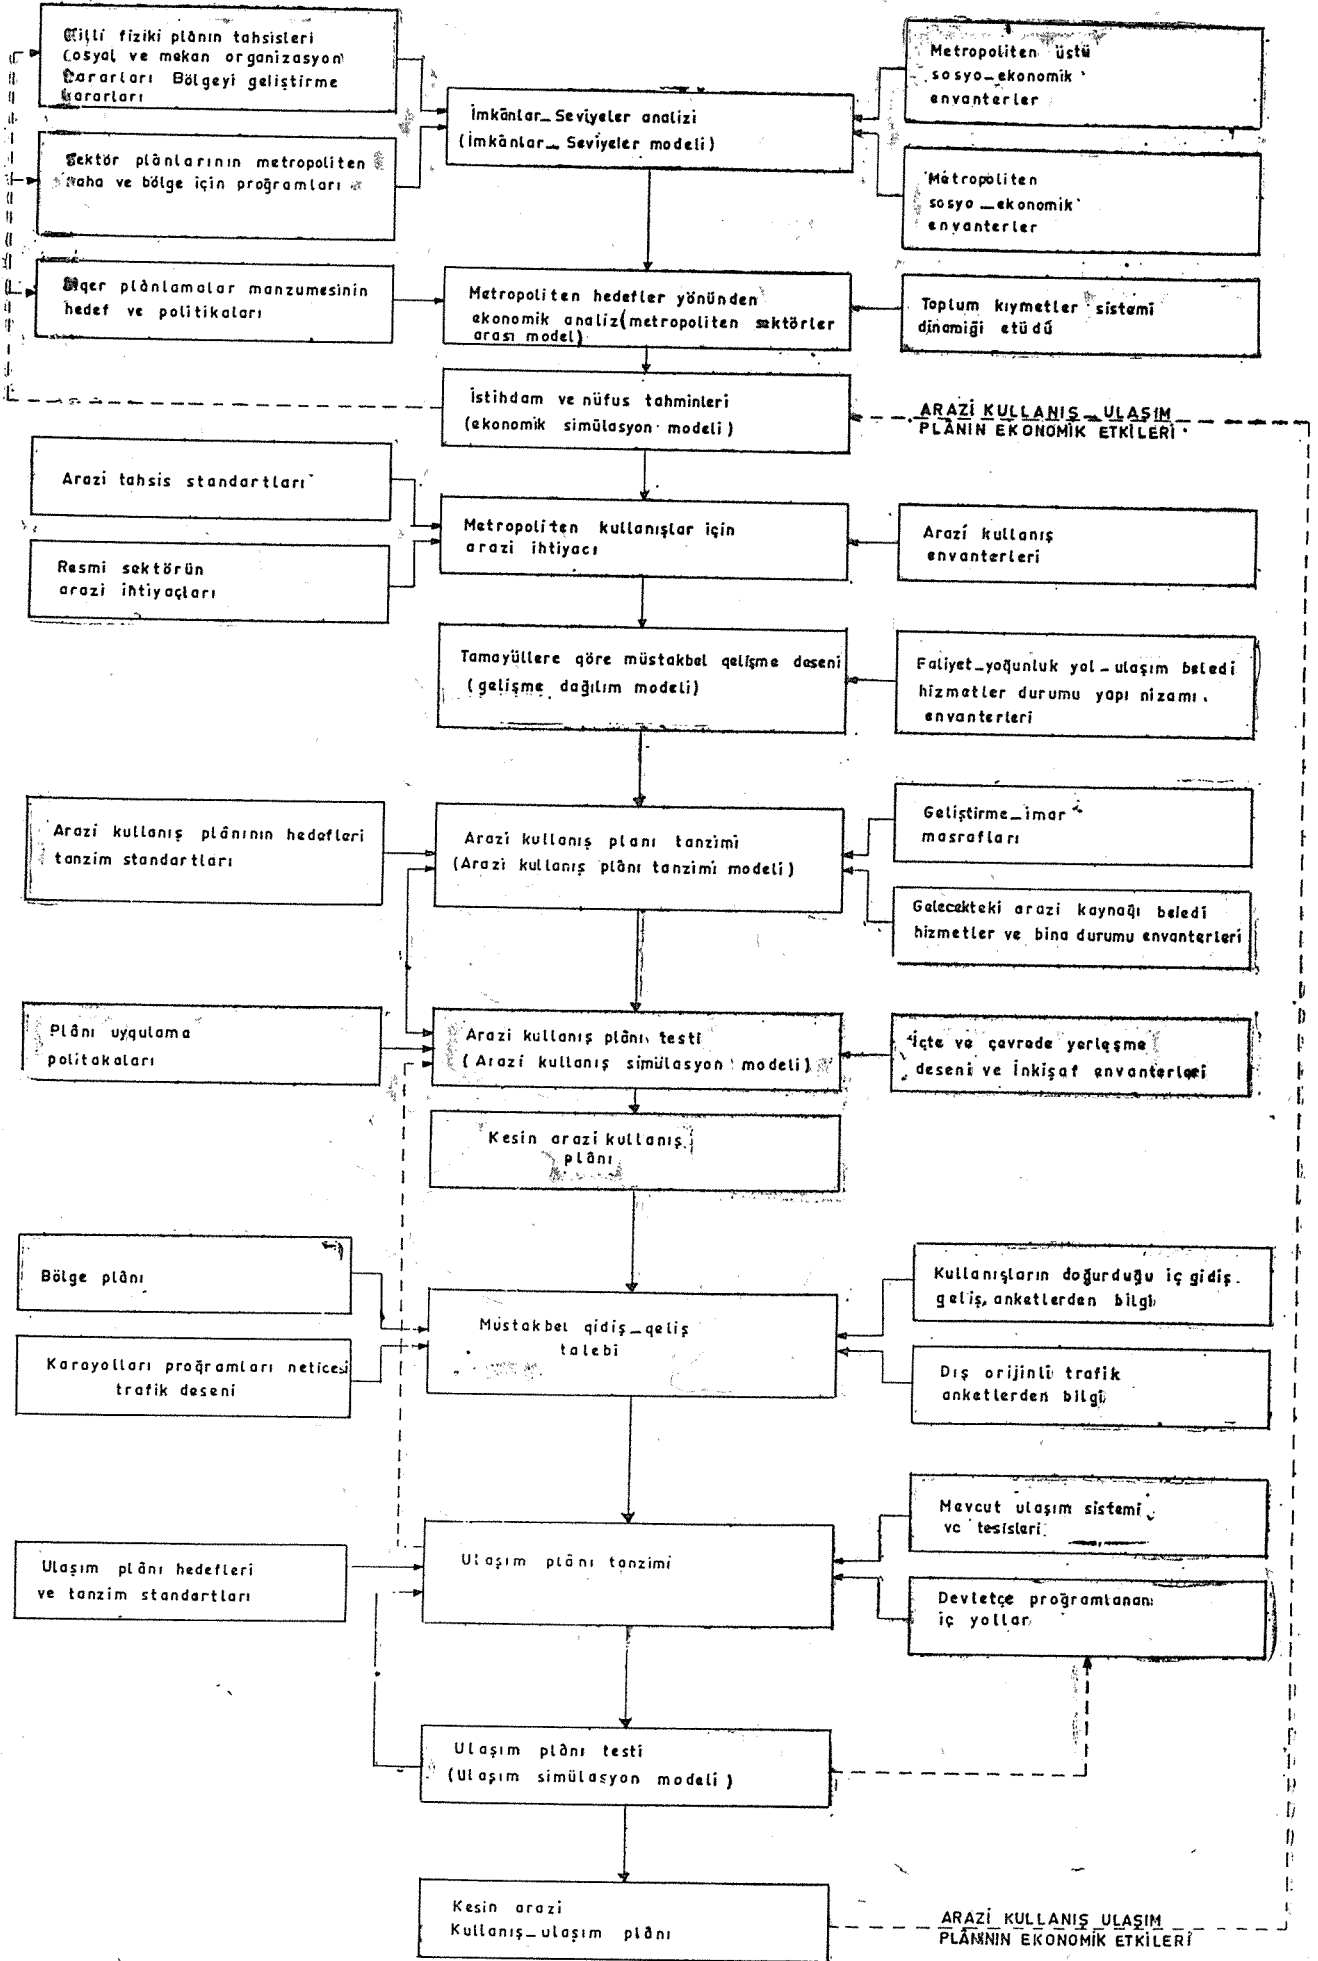 Milli fiziki plânın tahsisleri
(osyal ve mekan organizasyon
kararları Bölgeyi geliştirme
kararları
Metropoliten üstü
sosyo_ekonomik
envanterler
İmkânlar_Seviyeler analizi
(İmkânlar_Seviyeler modeli)
Sektör plânlarının metropoliten
saha ve bölge için proğramları
Metropoliten
sosyo_ekonomik
envanterler
Diğer plânlamalar manzumesinin
hedef ve politikaları
Metropoliten hedefler yönünden
ekonomik analiz(metropoliten sektörler
arası model)
Toplum kıymetler sistemi
dinamiği etüdü
İstihdam ve nüfus tahminleri
(ekonomik simülasyon modeli)
ARAZİ KULLANIŞ_ULAŞIM
PLÂNIN EKONOMİK ETKİLERİ
Arazi tahsis standartları
Metropoliten kullanışlar için
arazi ihtiyacı
Arazi kullanış
envanterleri
Resmi sektörün
arazi ihtiyaçları
Tamayüllere göre müstakbel gelişme deseni
(gelişme dağılım modeli)
Faliyet_yoğunluk yol_ulaşım beledi
hizmetler durumu yapı nizamı.
envanterleri
Geliştirme_imar
masrafları
Arazi kullanış plânının hedefleri
tanzim standartları
Arazi kullanış planı tanzimi
(Arazi kullanış plânı tanzimi modeli)
Gelecekteki arazi kaynağı beledi
hizmetler ve bina durumu envanterleri
Plânı uygulama
politakaları
Arazi kullanış plânı testi
(Arazi kullanış simülasyon modeli)
İçte ve çevrede yerleşme
deseni ve İnkişaf envanterleri
Kesin arazi kullanış
plânı
Bölge plânı
Kullanışların doğurduğu iç gidiş.
geliş, anketlerden bilgi
Müstakbel gidiş_geliş
talebi
Karayolları proğramları neticesi
trafik deseni
Dış orijinli trafik
anketlerden bilgi
Mevcut ulaşım sistemi
ve tesisleri
Ulaşım plânı hedefleri
ve tanzim standartları
Ulaşım plânı tanzimi
Devletçe proğramlanan
iç yollar
Ulaşım plânı testi
(Ulaşım simülasyon modeli)
Kesin arazi
Kullanış_ulaşım plânı
ARAZİ KULLANIŞ ULAŞIM
PLÂNNIN EKONOMİK ETKİLERİ